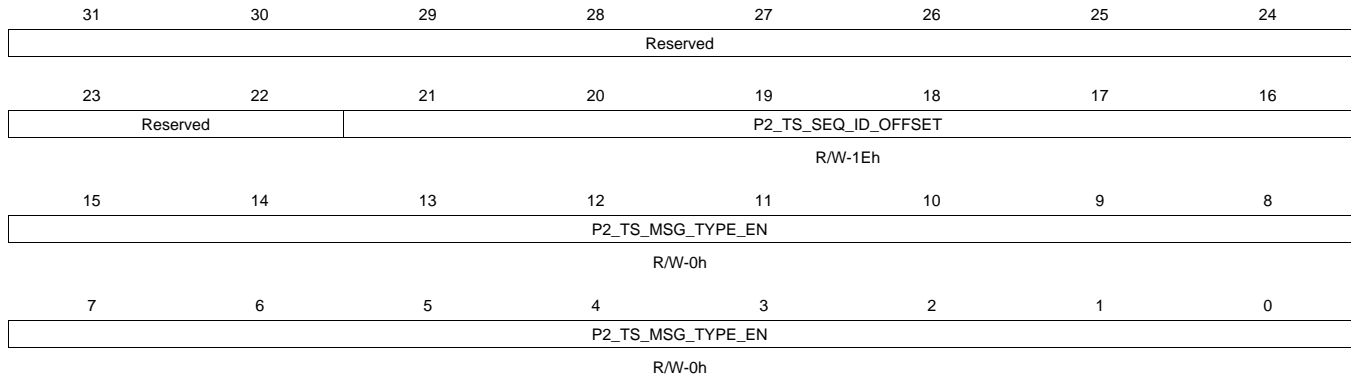 31 30 29 28 27 26 25 24
Reserved
23 22 21 20 19 18 17 16
Reserved P2_TS_SEQ_ID_OFFSET
R/W-1Eh
15 14 13 12 11 10 9 8
P2_TS_MSG_TYPE_EN
R/W-0h
7 6 5 4 3 2 1 0
P2_TS_MSG_TYPE_EN
R/W-0h